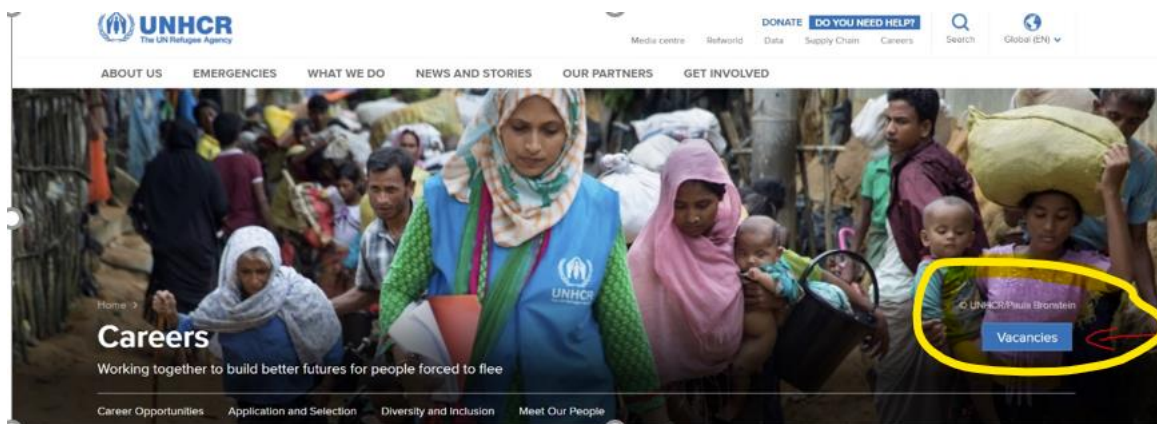 UNHCR
The UN Refugee Agency
DONATE DO YOU NEED HELP?
Media centre Refworld Data Supply Chain Careers Search Global (EN)
ABOUT US EMERGENCIES WHAT WE DO NEWS AND STORIES OUR PARTNERS GET INVOLVED
UNHCR
Home >
© UNHCR/Paula Bronstein
Careers
Vacancies
Working together to build better futures for people forced to flee
Career Opportunities Application and Selection Diversity and Inclusion Meet Our People